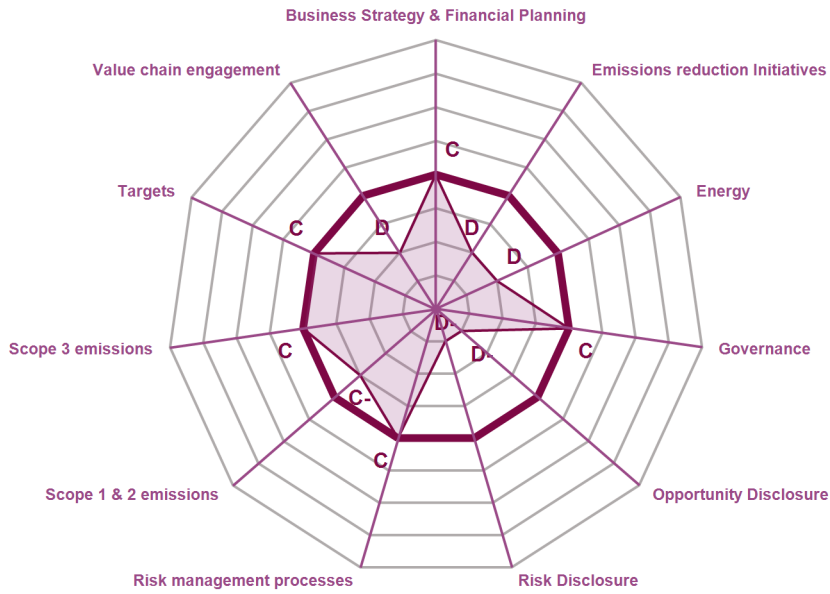 Business Strategy & Financial Planning
Value chain engagement
Emissions reduction Initiatives
C
Targets
Energy
C
D
D
D
Scope 3 emissions
Governance
D-
C
D-
C
C-
C
Scope 1 & 2 emissions
Opportunity Disclosure
Risk management processes
Risk Disclosure